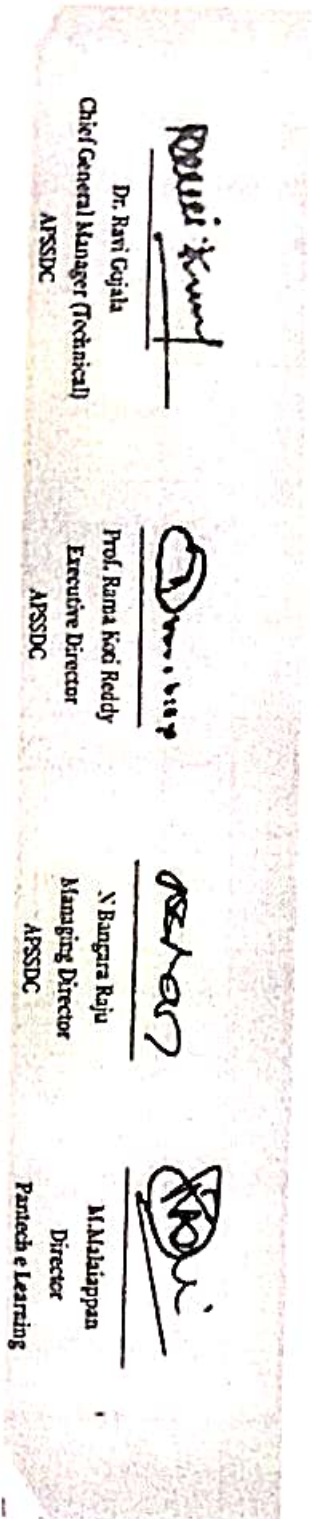 Dr. Ravi Gujala
Chief General Manager (Technical)
APSSDC
Prof. Rama Koti Reddy
Executive Director
APSSDC
N Bangara Raju
Managing Director
APSSDC
M.Malaiappan
Director
Pantech e Learning